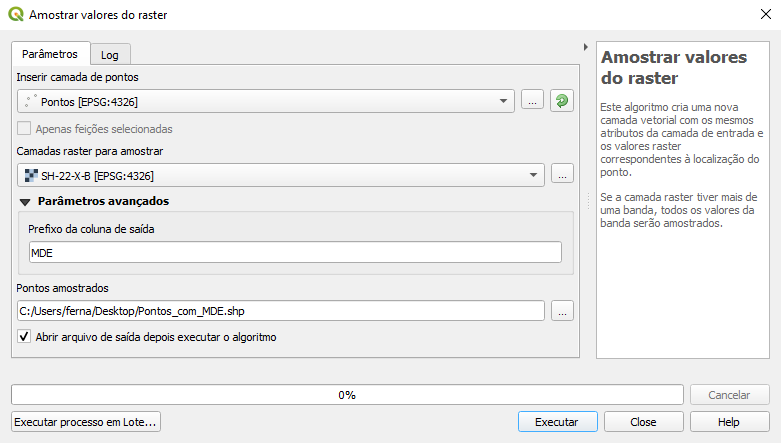 Amostrar valores do raster
Parâmetros
Log
Inserir camada de pontos
Pontos [EPSG:4326]
...
Apenas feições selecionadas
Camadas raster para amostrar
SH-22-X-B [EPSG:4326]
...
Parâmetros avançados
Prefixo da coluna de saída
MDE
Pontos amostrados
C:/Users/ferna/Desktop/Pontos_com_MDE.shp
...
Abrir arquivo de saída depois executar o algoritmo
Amostrar valores
do raster
Este algoritmo cria uma nova
camada vetorial com os mesmos
atributos da camada de entrada e
os valores raster
correspondentes à localização do
ponto.
Se a camada raster tiver mais de
uma banda, todos os valores da
banda serão amostrados.
0%
Cancelar
Executar processo em Lote...
Executar
Close
Help